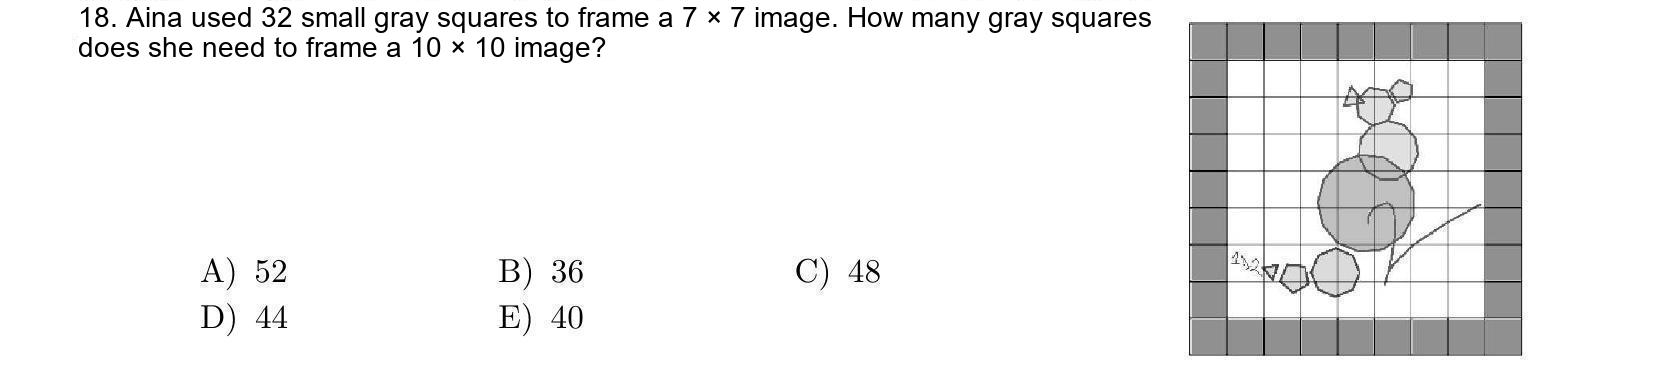 18. Aina used 32 small gray squares to frame a 7 × 7 image. How many gray squares
does she need to frame a 10 × 10 image?
A) 52 B) 36 C) 48
D) 44 E) 40